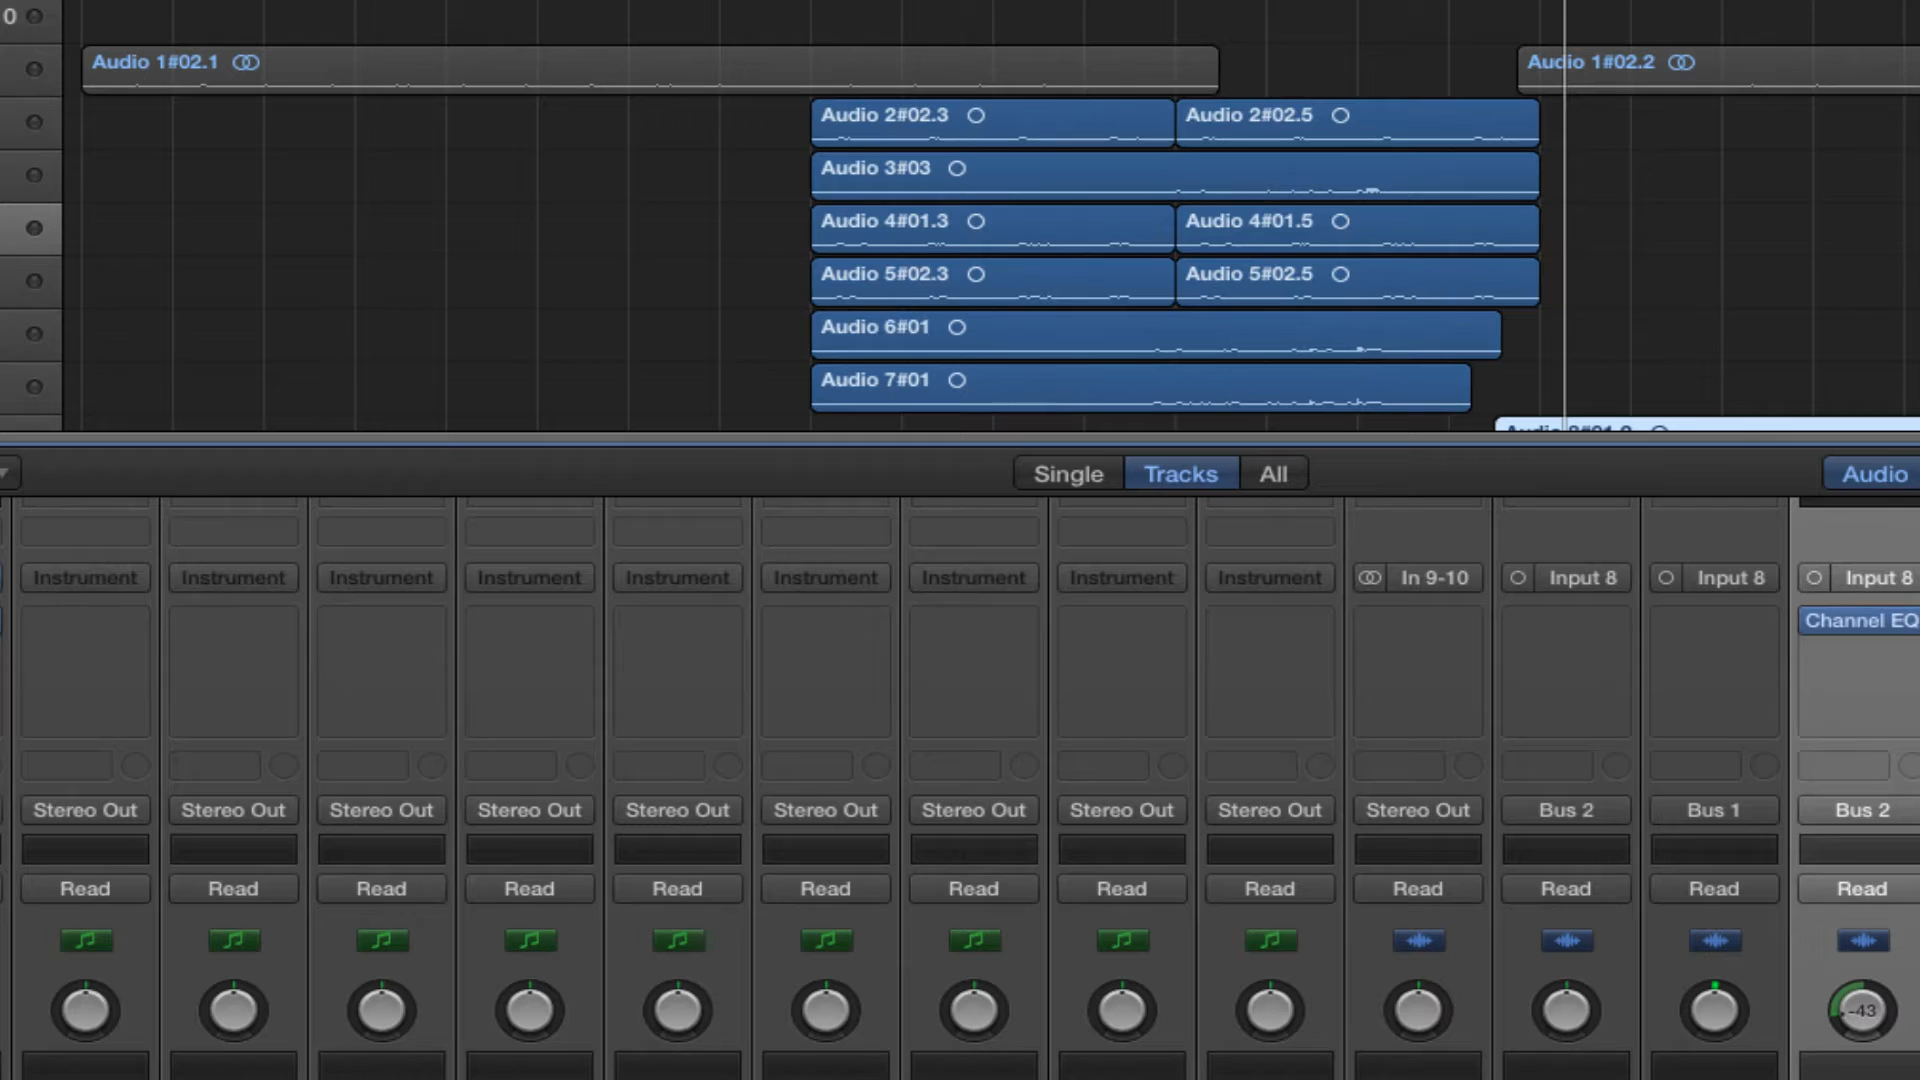 0
Audio 1#02.1 Audio 1#02.2
Audio 2#02.3 Audio 2#02.5
Audio 3#03
Audio 4#01.3 Audio 4#01.5
Audio 5#02.3 Audio 5#02.5
Audio 6#01
Audio 7#01
Single Tracks All Audio
Instrument Instrument Instrument Instrument Instrument Instrument Instrument Instrument Instrument In 9-10 Input 8 Input 8 Input 8
Channel EQ
Stereo Out Stereo Out Stereo Out Stereo Out Stereo Out Stereo Out Stereo Out Stereo Out Stereo Out Stereo Out Bus 2 Bus 1 Bus 2
Read Read Read Read Read Read Read Read Read Read Read Read Read
-43